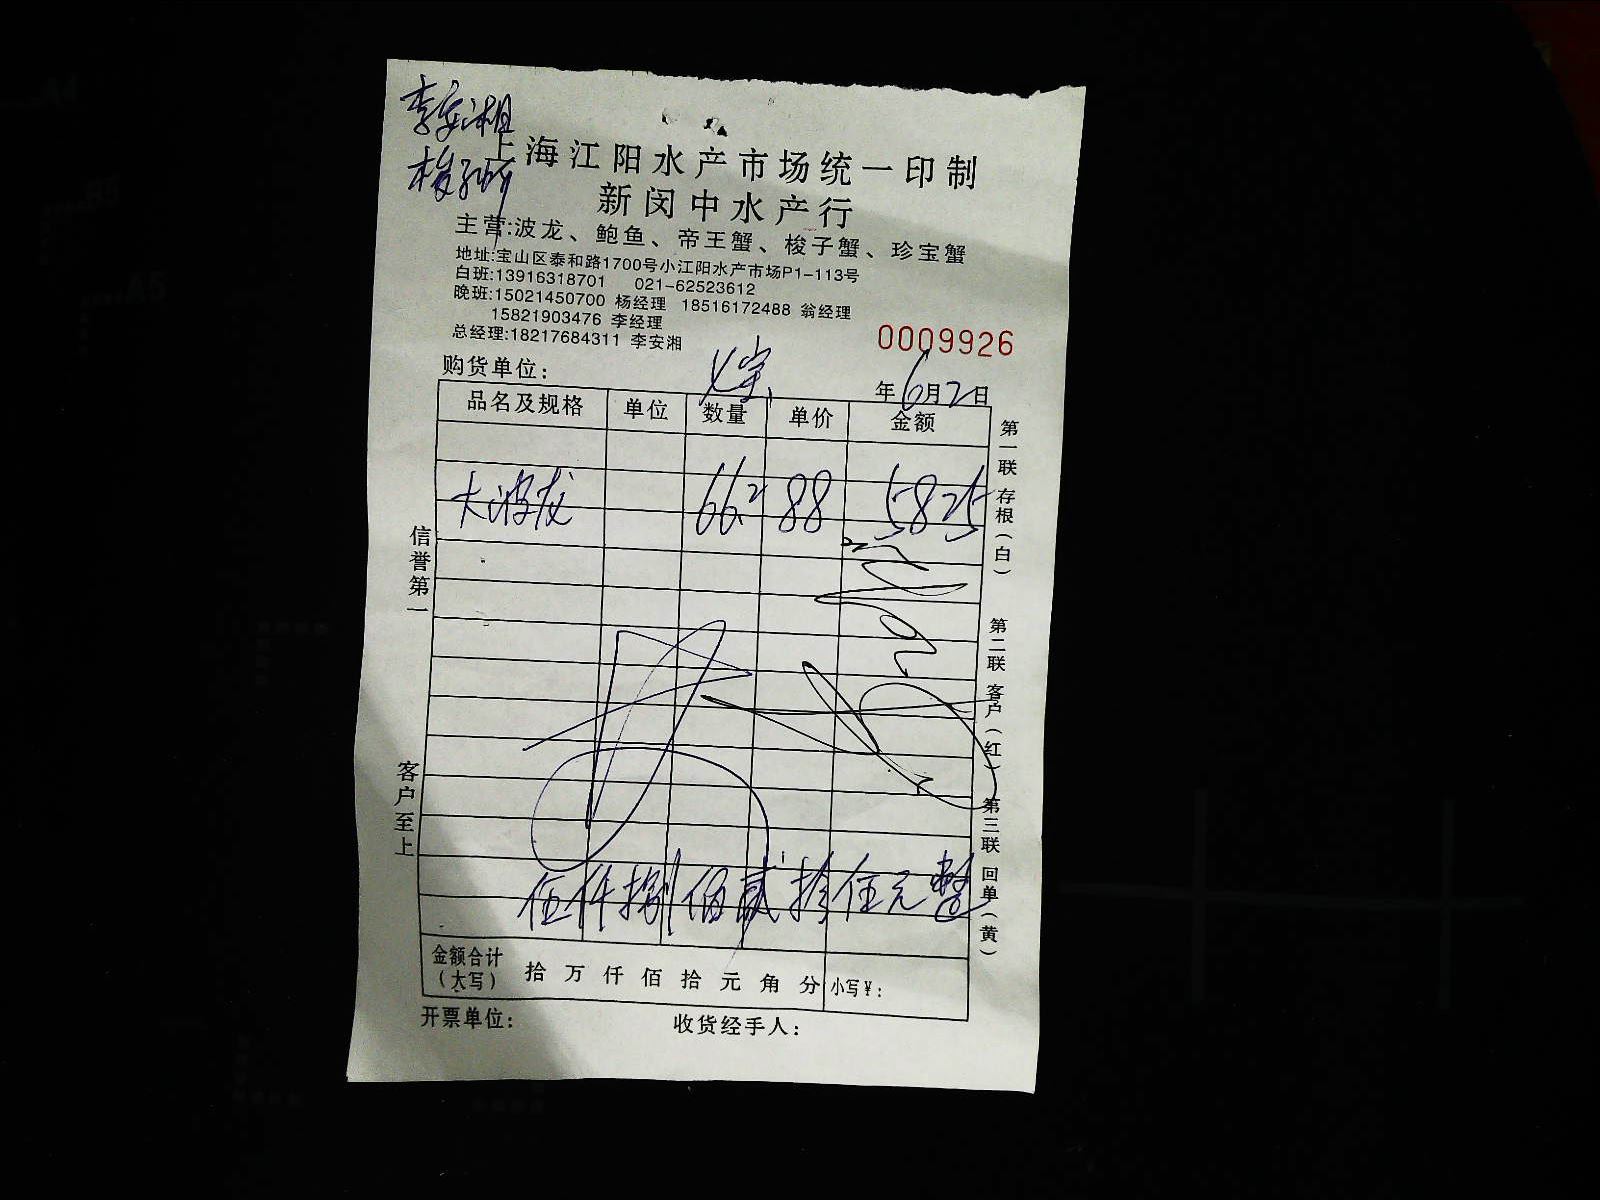 李安湘
上海江阳水产市场统一印制
新闵中水产行
主营:波龙、鲍鱼、帝王蟹、梭子蟹、珍宝蟹
地址:宝山区泰和路1700号小江阳水产市场P1-113号
白班:13916318701 021-62523612
晚班:15021450700 杨经理 18516172488 翁经理
15821903476 李经理
总经理:18217684311 李安湘
0009926
购货单位:
年6月2日
品名及规格 单位 数量 单价 金额
大波龙 66.2 88 5825
伍仟捌佰贰拾伍元整
金额合计(大写) 拾 万 仟 佰 拾 元 角 分 小写¥:
开票单位: 收货经手人:
信誉第一
客户至上
第一联 存根(白)
第二联 客户(红)
第三联 回单(黄)